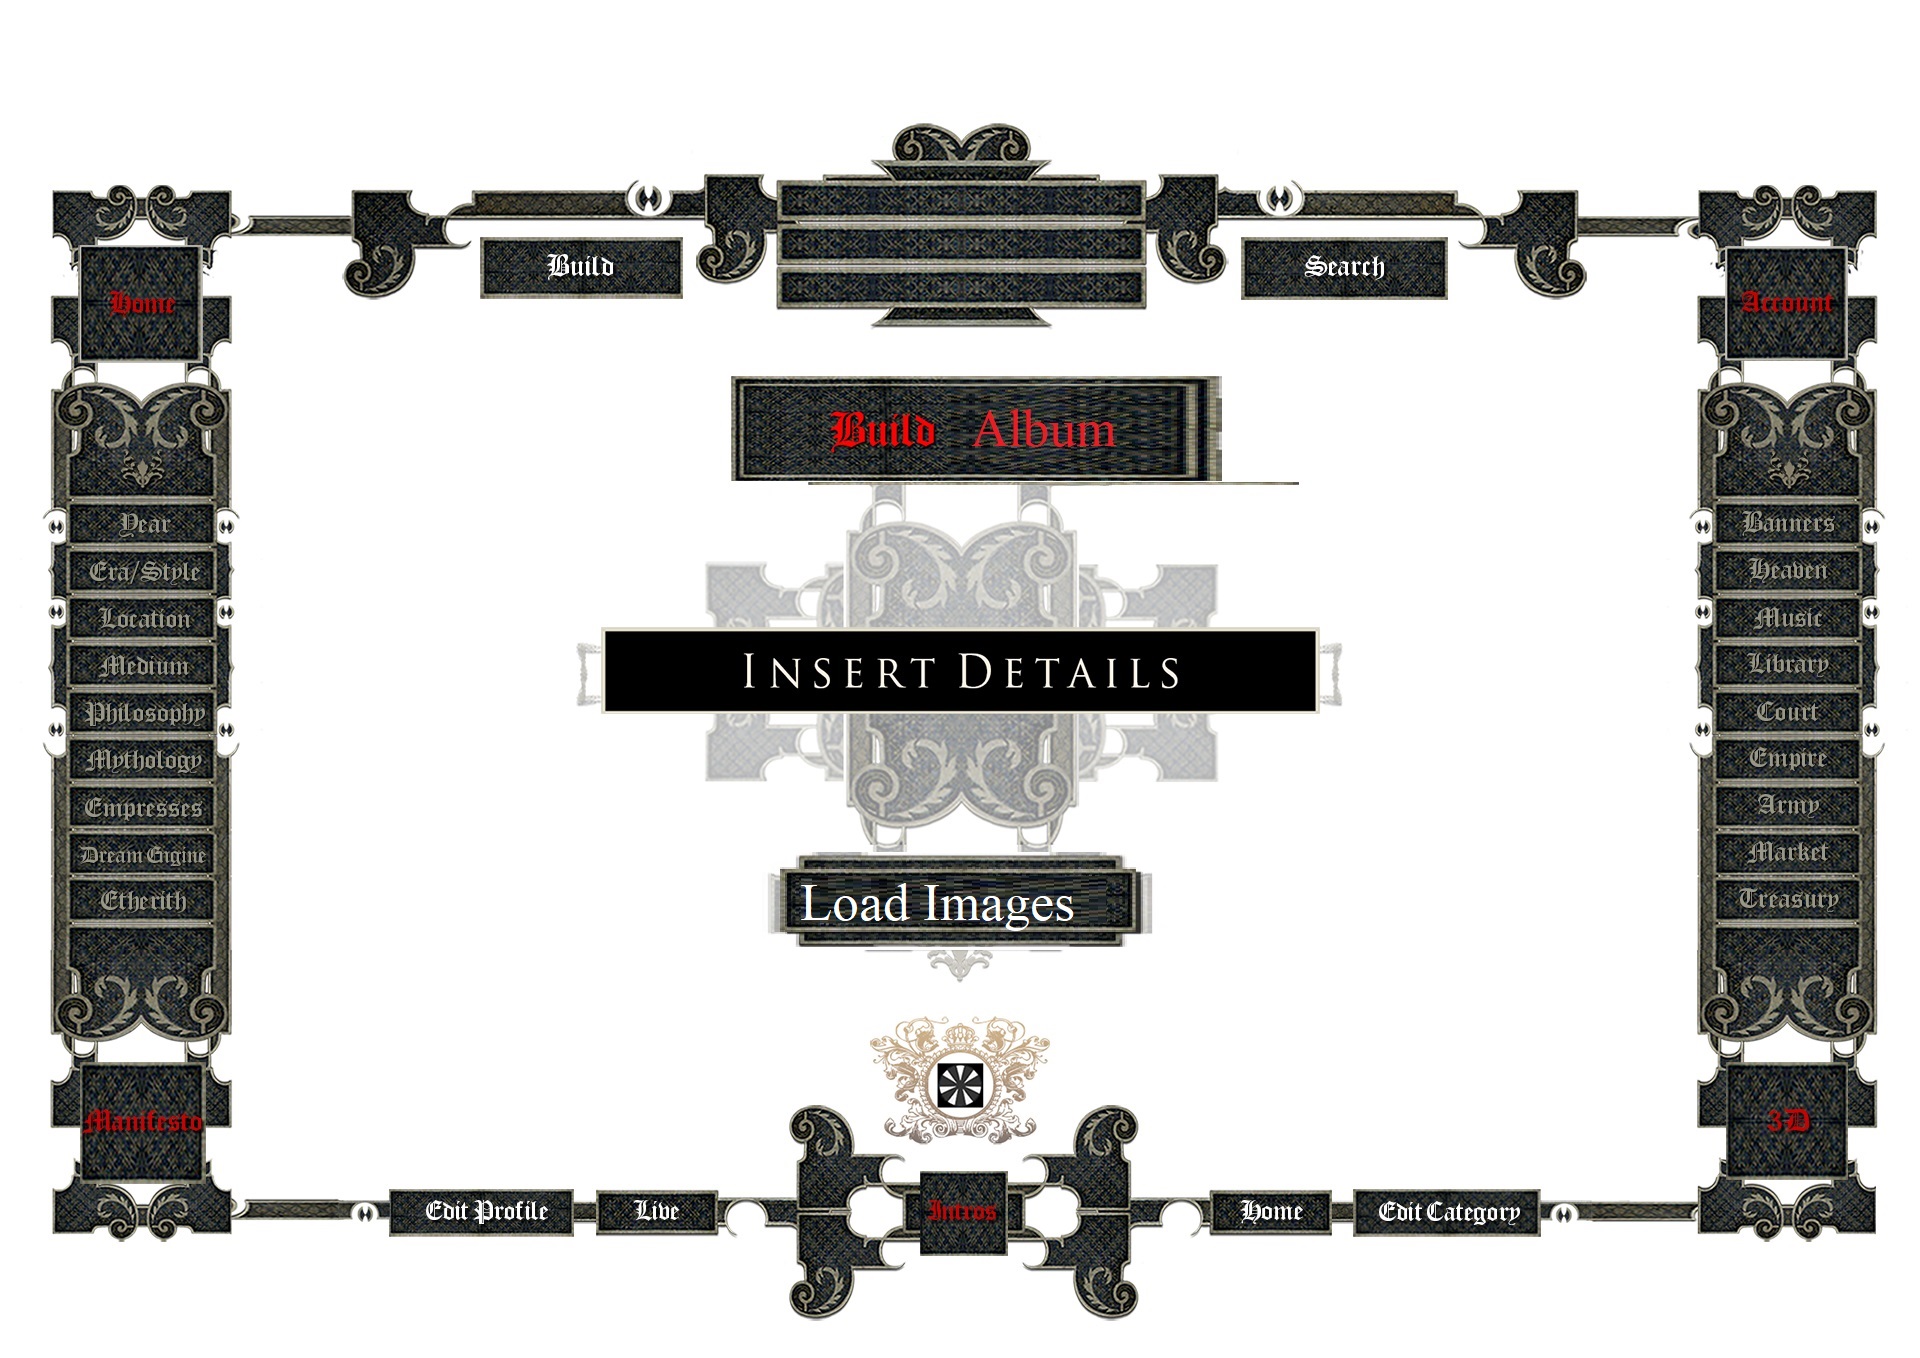 Build
Search
Home
Account
Build Album
Year
Era/Style
Location
Medium
Philosophy
Mythology
Empresses
Dream Engine
Etherith
Insert Details
Banners
Heaven
Music
Library
Court
Empire
Army
Market
Treasury
Load Images
Manifesto
3D
Edit Profile
Live
Intros
Home
Edit Category